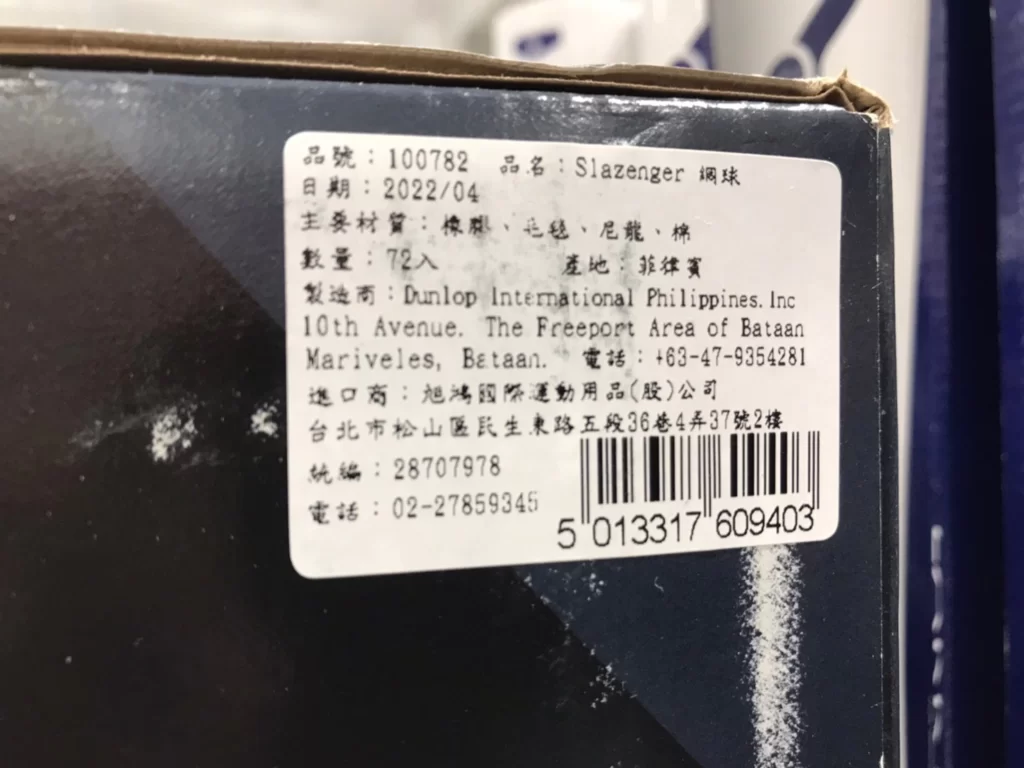 品號：100782 品名：Slazenger 網球
日期：2022/04
主要材質：橡膠、毛毯、尼龍、棉
數量：72入 產地：菲律賓
製造商：Dunlop International Philippines.Inc
10th Avenue. The Freeport Area of Bataan
Mariveles, Bataan. 電話：+63-47-9354281
進口商：旭鴻國際運動用品(股)公司
台北市松山區民生東路五段36巷4弄37號2樓
統編：28707978
電話：02-27859345
5 013317 609403